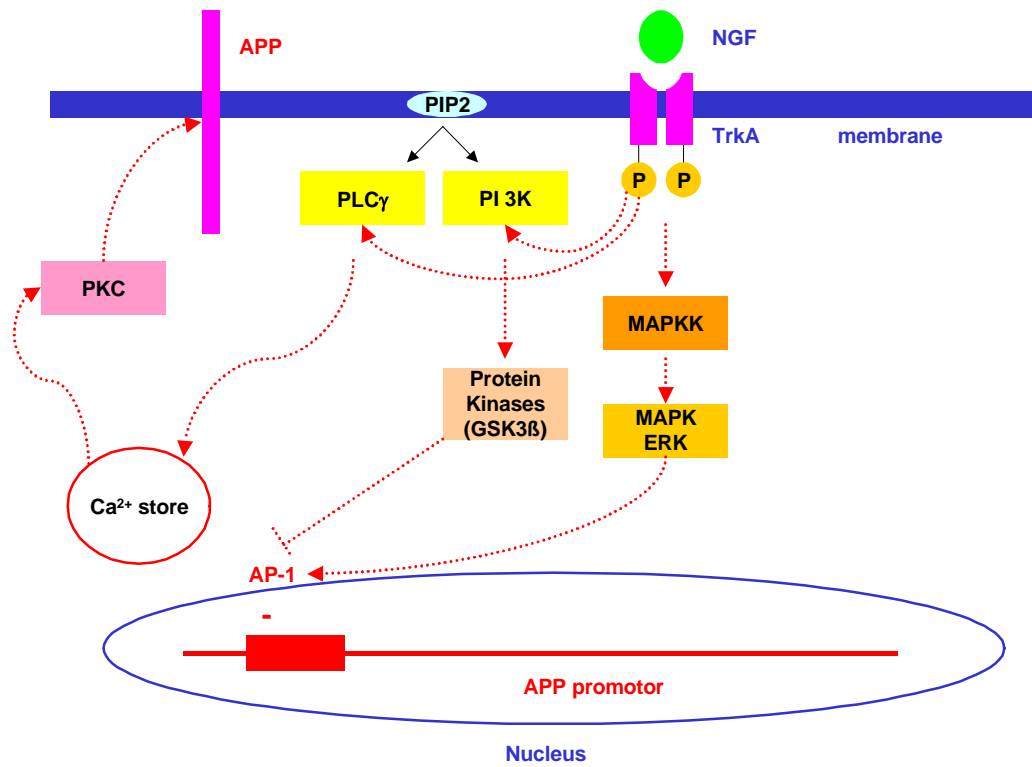 NGF
APP
PIP2
TrkA
membrane
P
P
PLCγ
PI 3K
PKC
MAPKK
Protein
Kinases
(GSK3ß)
MAPK
ERK
Ca²⁺ store
AP-1
-
APP promotor
Nucleus